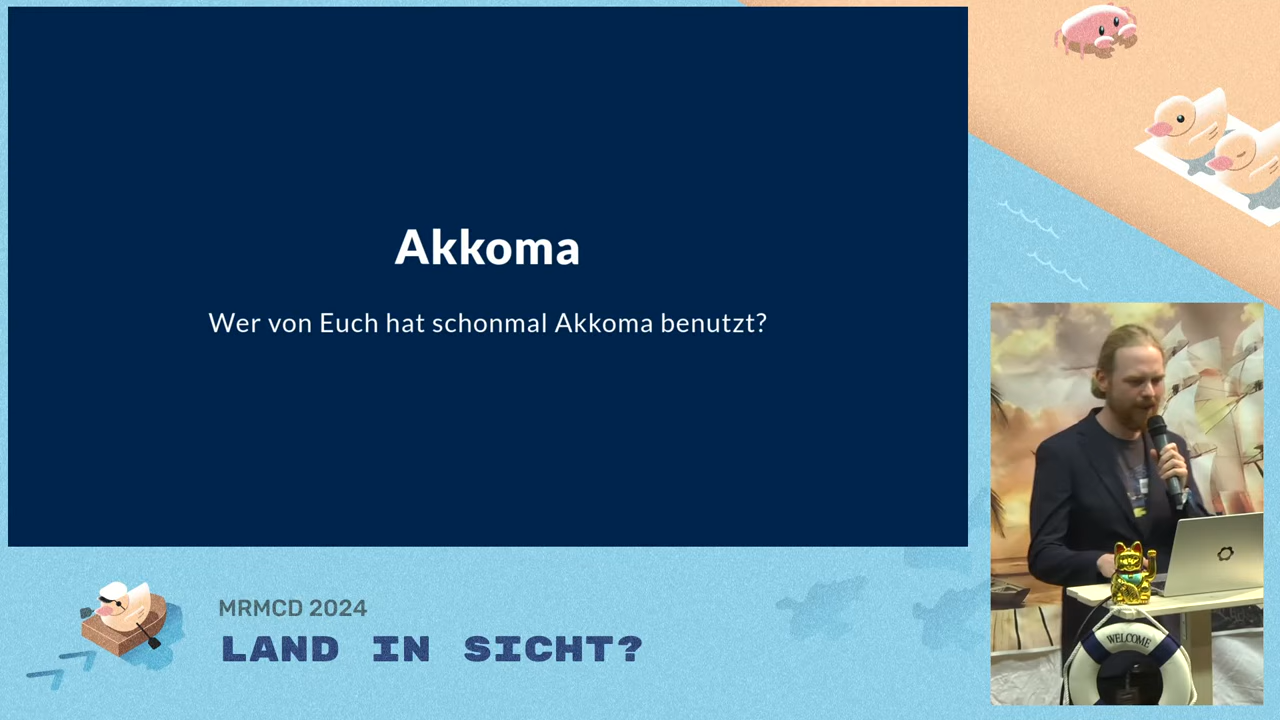 Akkoma
Wer von Euch hat schonmal Akkoma benutzt?
MRMCD 2024
LAND IN SICHT?
WELCOME